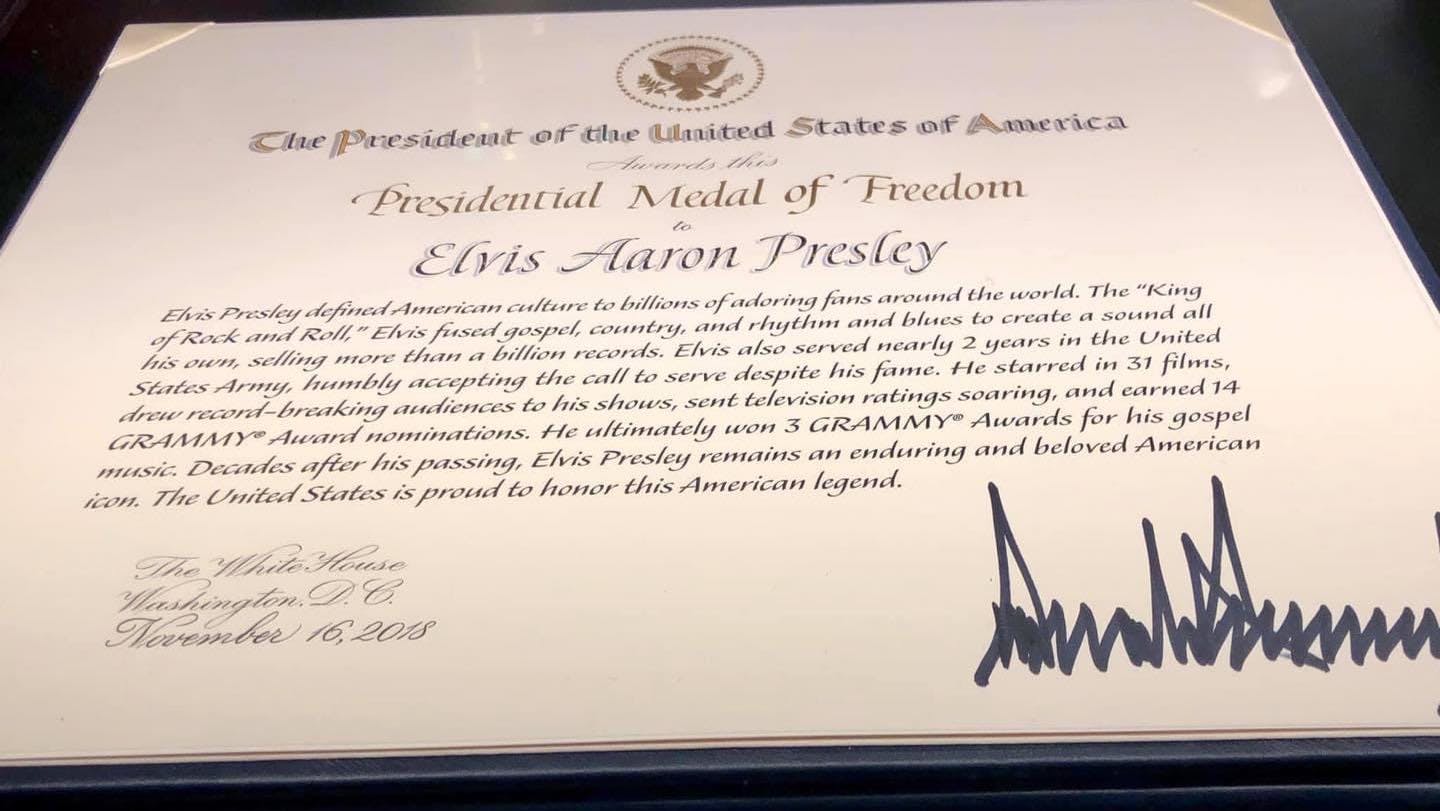 The President of the United States of America
Awards this
Presidential Medal of Freedom
to
Elvis Aaron Presley
Elvis Presley defined American culture to billions of adoring fans around the world. The “King
of Rock and Roll,” Elvis fused gospel, country, and rhythm and blues to create a sound all
his own, selling more than a billion records. Elvis also served nearly 2 years in the United
States Army, humbly accepting the call to serve despite his fame. He starred in 31 films,
drew record-breaking audiences to his shows, sent television ratings soaring, and earned 14
GRAMMY® Award nominations. He ultimately won 3 GRAMMY® Awards for his gospel
music. Decades after his passing, Elvis Presley remains an enduring and beloved American
icon. The United States is proud to honor this American legend.
The White House
Washington, D.C.
November 16, 2018